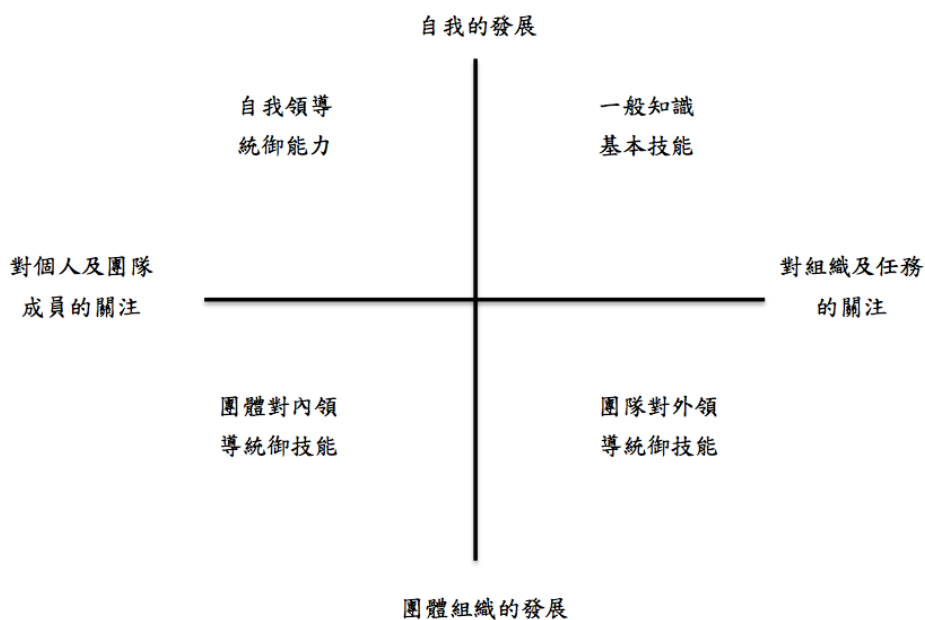 自我的發展
自我領導
統御能力
一般知識
基本技能
對個人及團隊
成員的關注
對組織及任務
的關注
團體對內領
導統御技能
團隊對外領
導統御技能
團體組織的發展